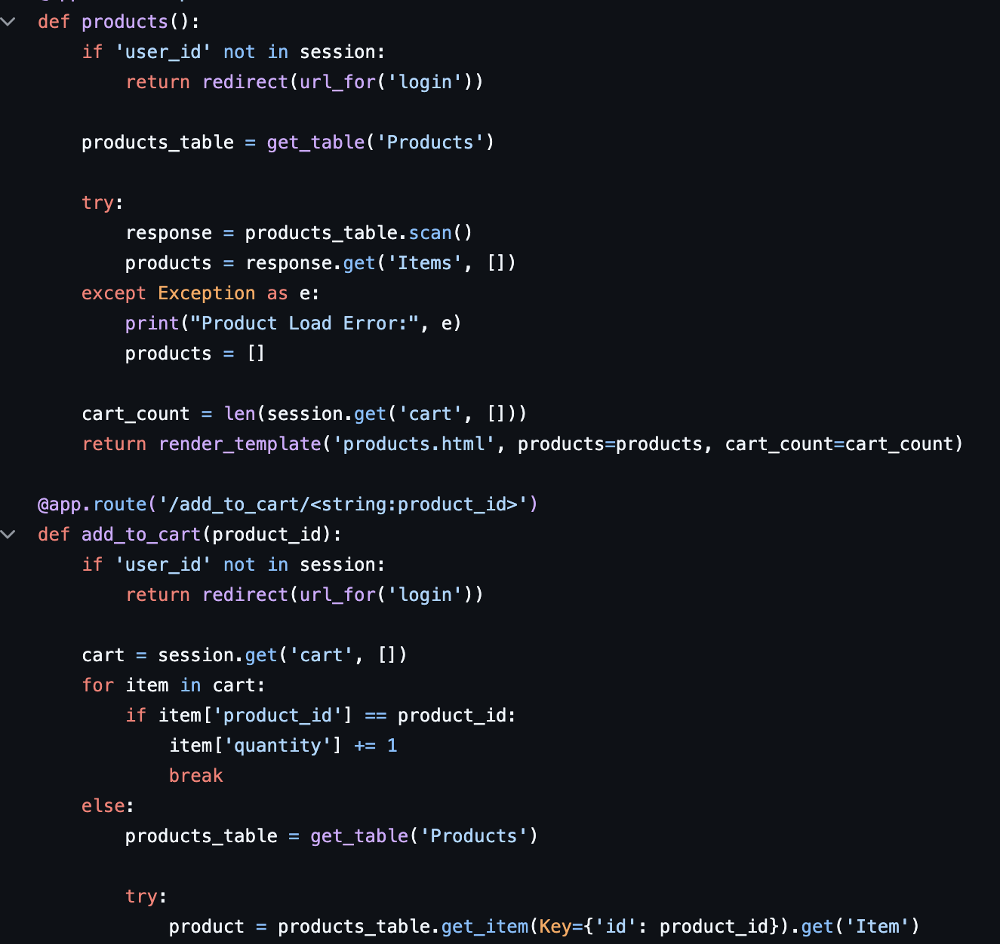 def products():
    if 'user_id' not in session:
        return redirect(url_for('login'))

    products_table = get_table('Products')

    try:
        response = products_table.scan()
        products = response.get('Items', [])
    except Exception as e:
        print("Product Load Error:", e)
        products = []

    cart_count = len(session.get('cart', []))
    return render_template('products.html', products=products, cart_count=cart_count)

@app.route('/add_to_cart/<string:product_id>')
def add_to_cart(product_id):
    if 'user_id' not in session:
        return redirect(url_for('login'))

    cart = session.get('cart', [])
    for item in cart:
        if item['product_id'] == product_id:
            item['quantity'] += 1
            break
    else:
        products_table = get_table('Products')

        try:
            product = products_table.get_item(Key={'id': product_id}).get('Item')